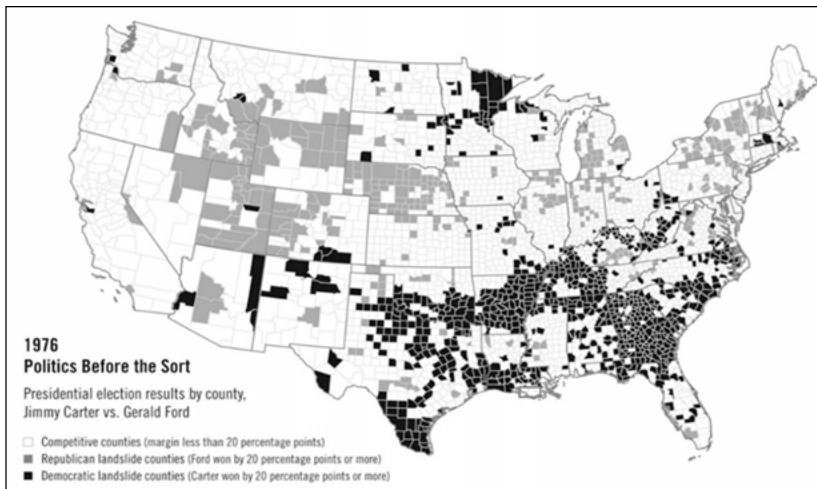 1976
Politics Before the Sort
Presidential election results by county,
Jimmy Carter vs. Gerald Ford
Competitive counties (margin less than 20 percentage points)
Republican landslide counties (Ford won by 20 percentage points or more)
Democratic landslide counties (Carter won by 20 percentage points or more)